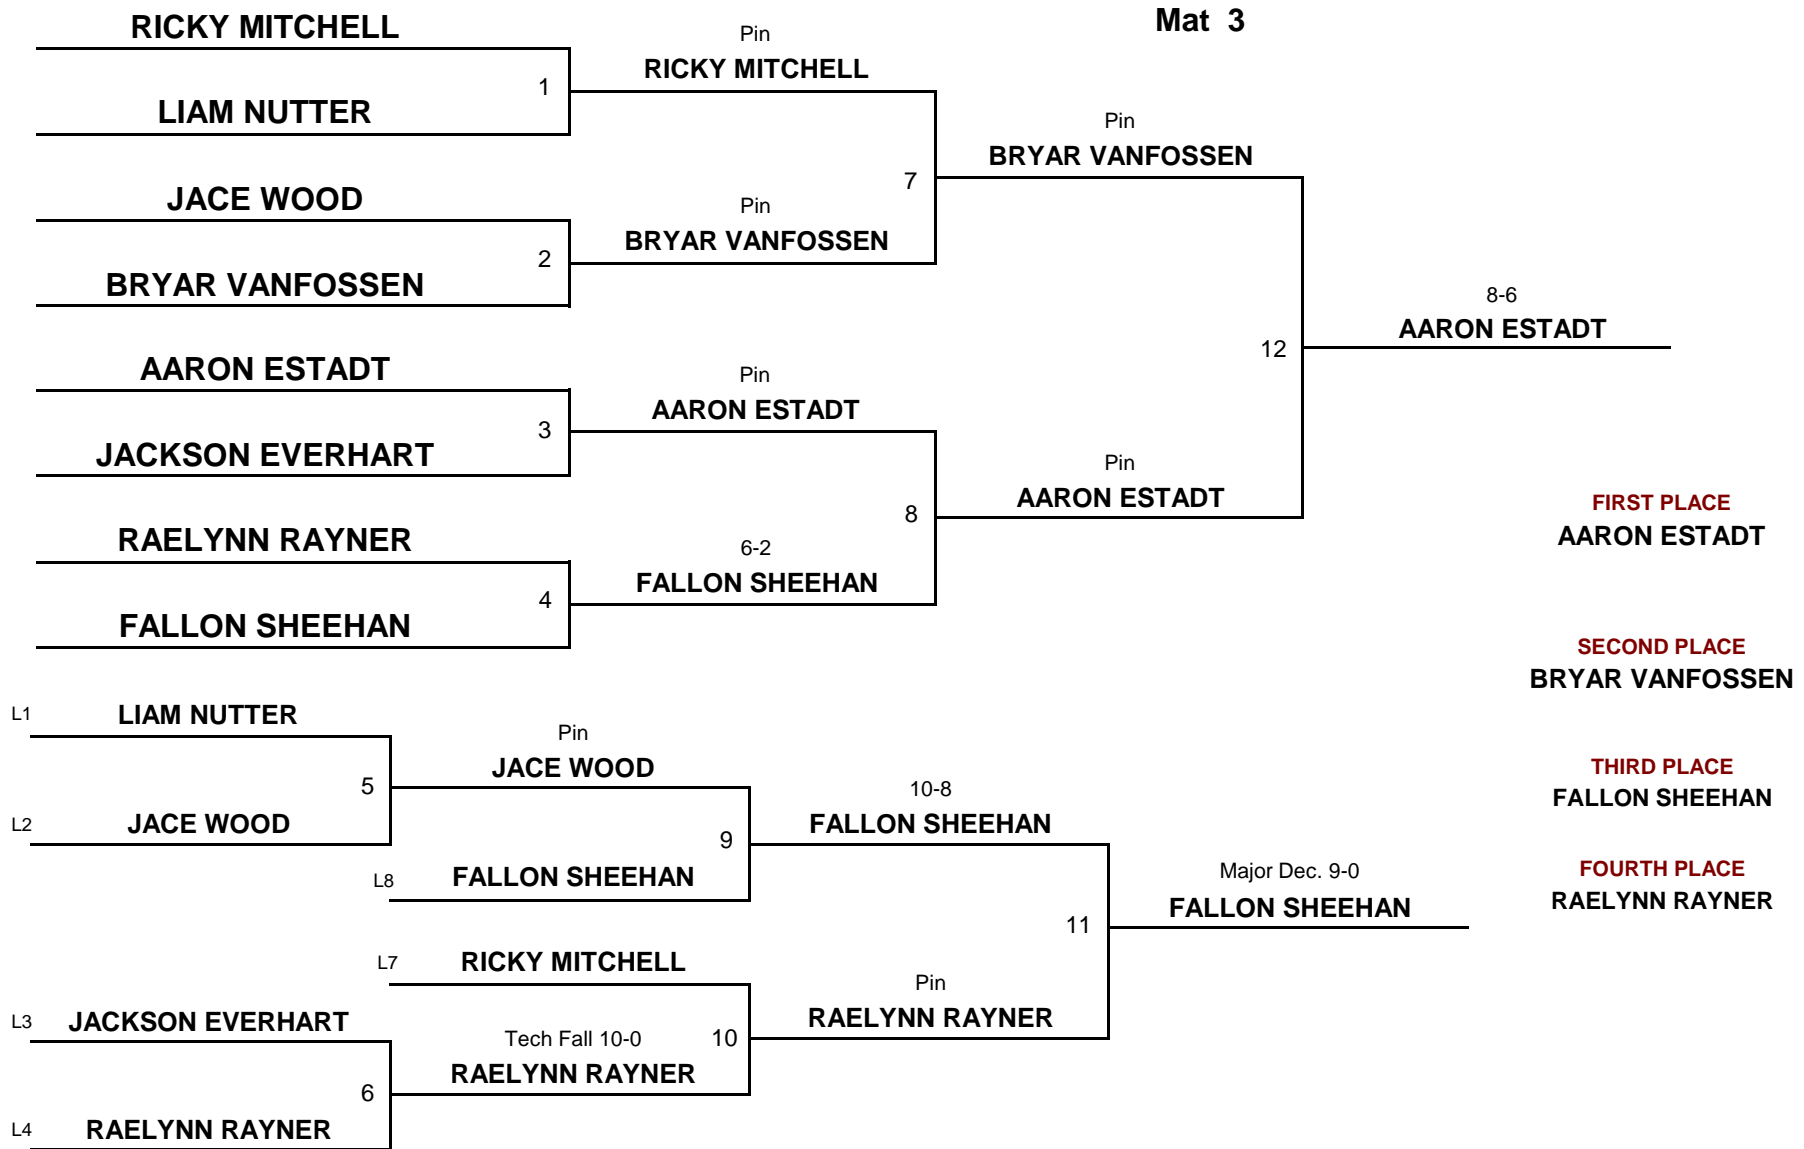 Mat 3
RICKY MITCHELL
LIAM NUTTER
1
JACE WOOD
BRYAR VANFOSSEN
2
AARON ESTADT
JACKSON EVERHART
3
RAELYNN RAYNER
FALLON SHEEHAN
4
Pin
RICKY MITCHELL
Pin
BRYAR VANFOSSEN
7
Pin
AARON ESTADT
6-2
FALLON SHEEHAN
8
Pin
BRYAR VANFOSSEN
Pin
AARON ESTADT
12
8-6
AARON ESTADT
L1 LIAM NUTTER
L2 JACE WOOD
5
Pin
JACE WOOD
L8 FALLON SHEEHAN
9
L3 JACKSON EVERHART
L4 RAELYNN RAYNER
6
L7 RICKY MITCHELL
Tech Fall 10-0
RAELYNN RAYNER
10
10-8
FALLON SHEEHAN
Pin
RAELYNN RAYNER
11
Major Dec. 9-0
FALLON SHEEHAN
FIRST PLACE
AARON ESTADT
SECOND PLACE
BRYAR VANFOSSEN
THIRD PLACE
FALLON SHEEHAN
FOURTH PLACE
RAELYNN RAYNER